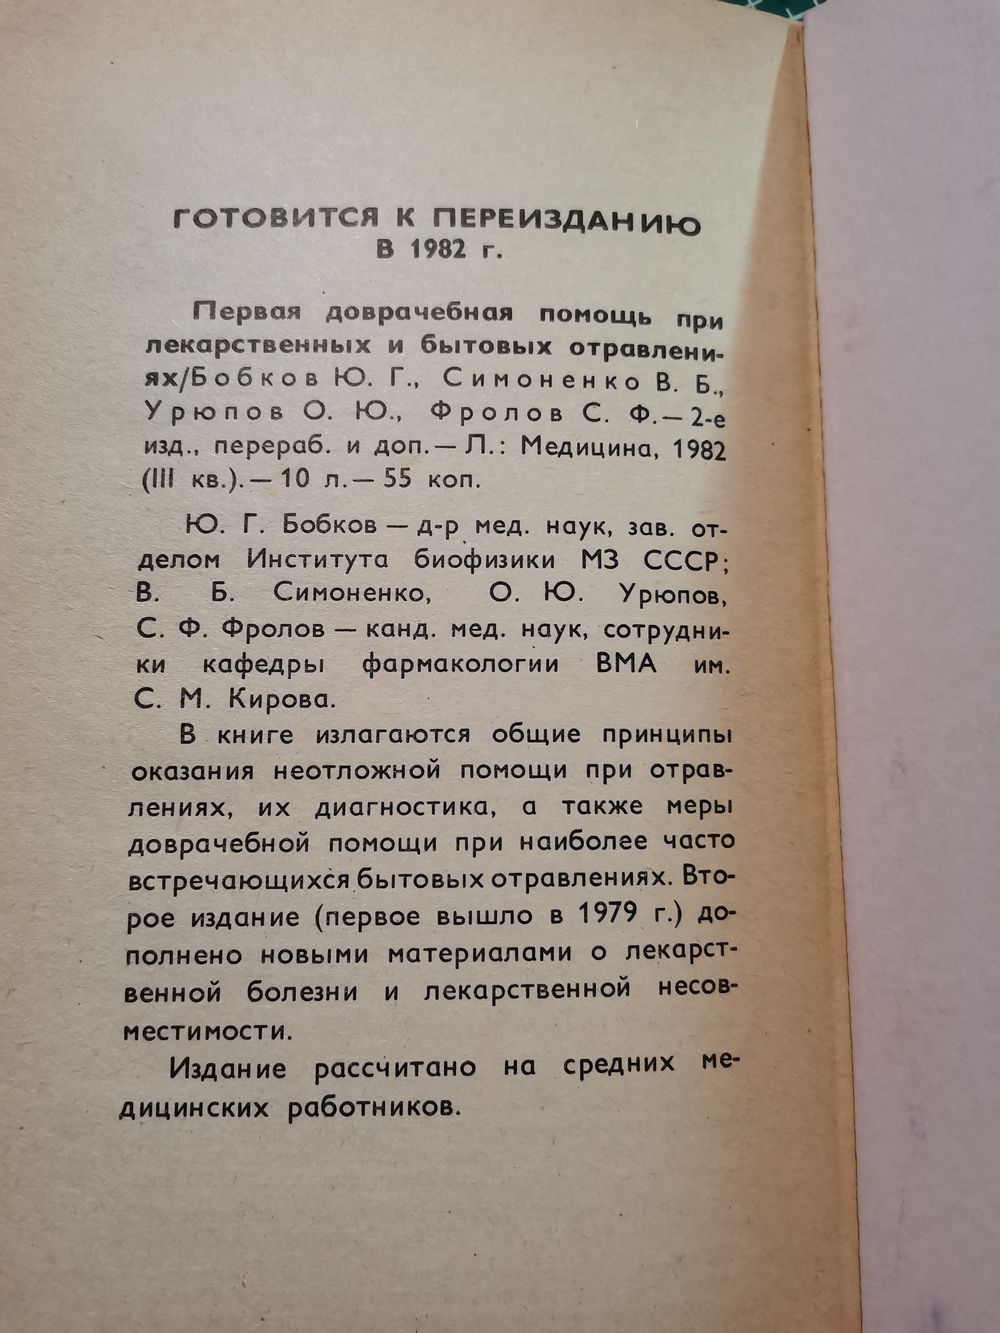 ГОТОВИТСЯ К ПЕРЕИЗДАНИЮ
В 1982 г.
Первая доврачебная помощь при
лекарственных и бытовых отравлени-
ях/Бобков Ю. Г., Симоненко В. Б.,
Урюпов О. Ю., Фролов С. Ф.— 2-е
изд., перераб. и доп.— Л.: Медицина, 1982
(III кв.).— 10 л.— 55 коп.
Ю. Г. Бобков — д-р мед. наук, зав. от-
делом Института биофизики МЗ СССР;
В. Б. Симоненко, О. Ю. Урюпов,
С. Ф. Фролов — канд. мед. наук, сотрудни-
ки кафедры фармакологии ВМА им.
С. М. Кирова.
В книге излагаются общие принципы
оказания неотложной помощи при отрав-
лениях, их диагностика, а также меры
доврачебной помощи при наиболее часто
встречающихся бытовых отравлениях. Вто-
рое издание (первое вышло в 1979 г.) до-
полнено новыми материалами о лекарст-
венной болезни и лекарственной несов-
местимости.
Издание рассчитано на средних ме-
дицинских работников.